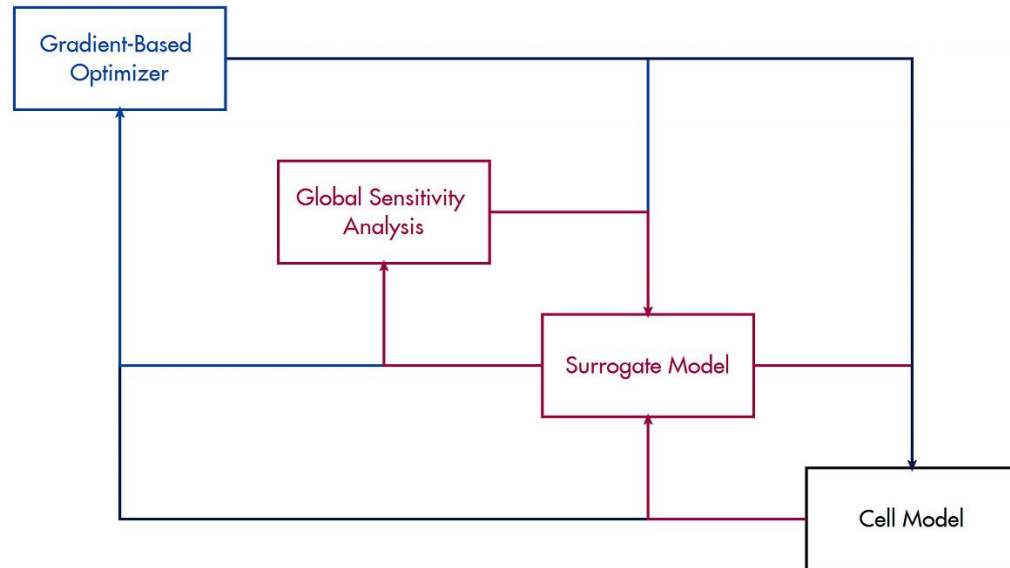 Gradient-Based
Optimizer
Global Sensitivity
Analysis
Surrogate Model
Cell Model